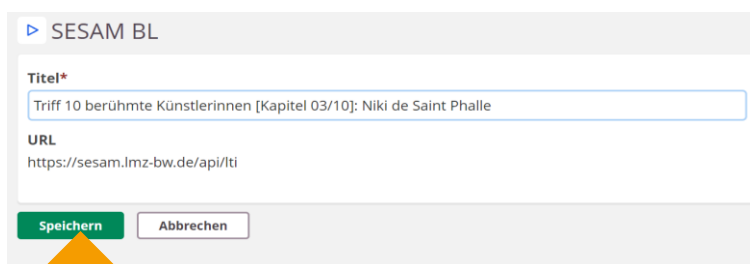 SESAM BL
Titel*
Triff 10 berühmte Künstlerinnen [Kapitel 03/10]: Niki de Saint Phalle
URL
https://sesam.lmz-bw.de/api/lti
Speichern Abbrechen